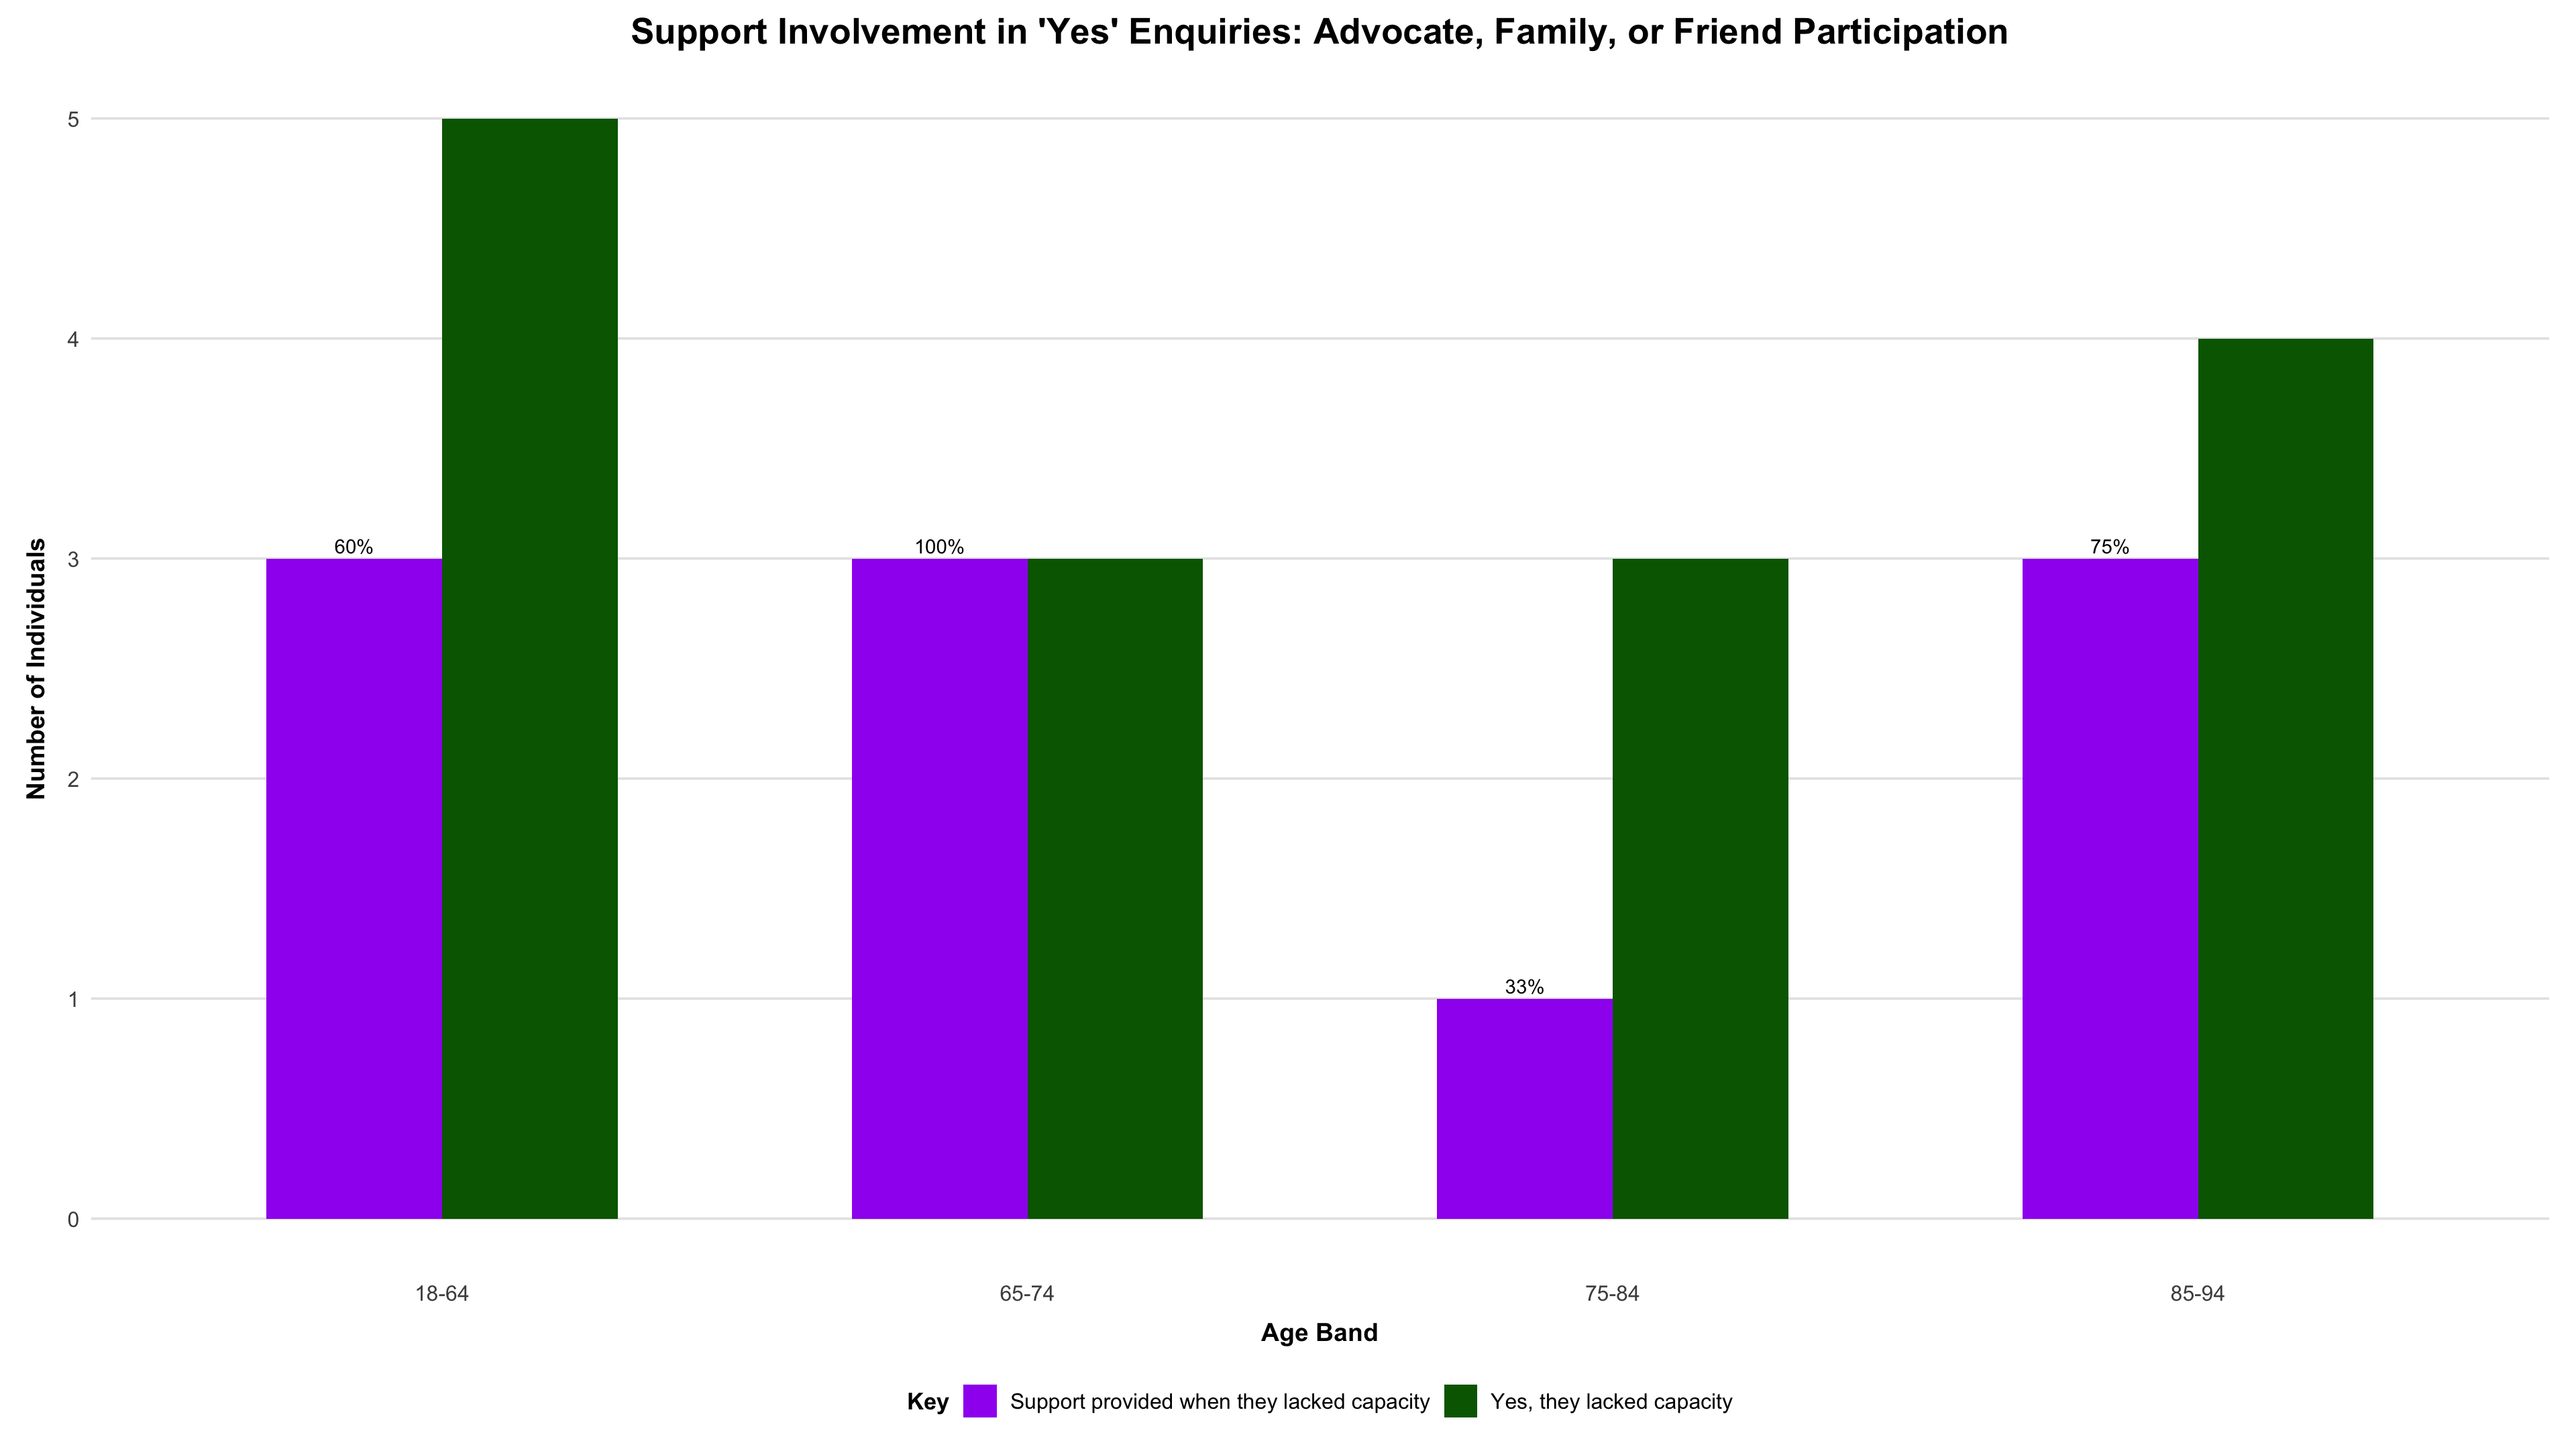 Support Involvement in 'Yes' Enquiries: Advocate, Family, or Friend Participation
Number of Individuals
5
4
3
2
1
0
60%
100%
33%
75%
18-64
65-74
75-84
85-94
Age Band
Key
Support provided when they lacked capacity
Yes, they lacked capacity